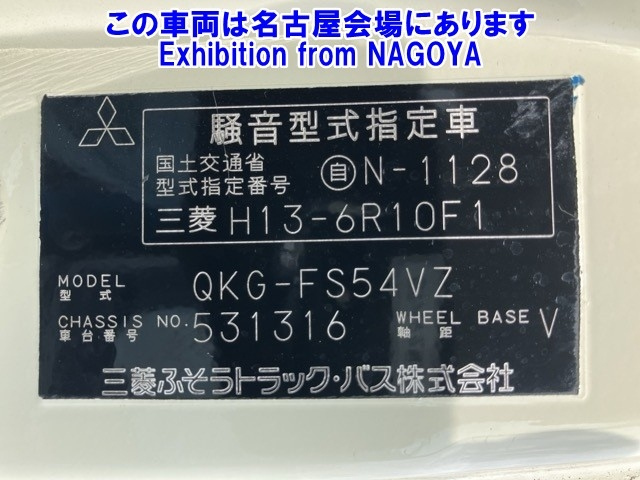 この車両は名古屋会場にあります
Exhibition from NAGOYA
騒音型式指定車
国土交通省
型式指定番号 自 N-1128
三菱 H13-6R10F1
MODEL 型式 QKG-FS54VZ
CHASSIS NO. 車台番号 531316 WHEEL BASE 軸距 V
三菱ふそうトラック・バス株式会社